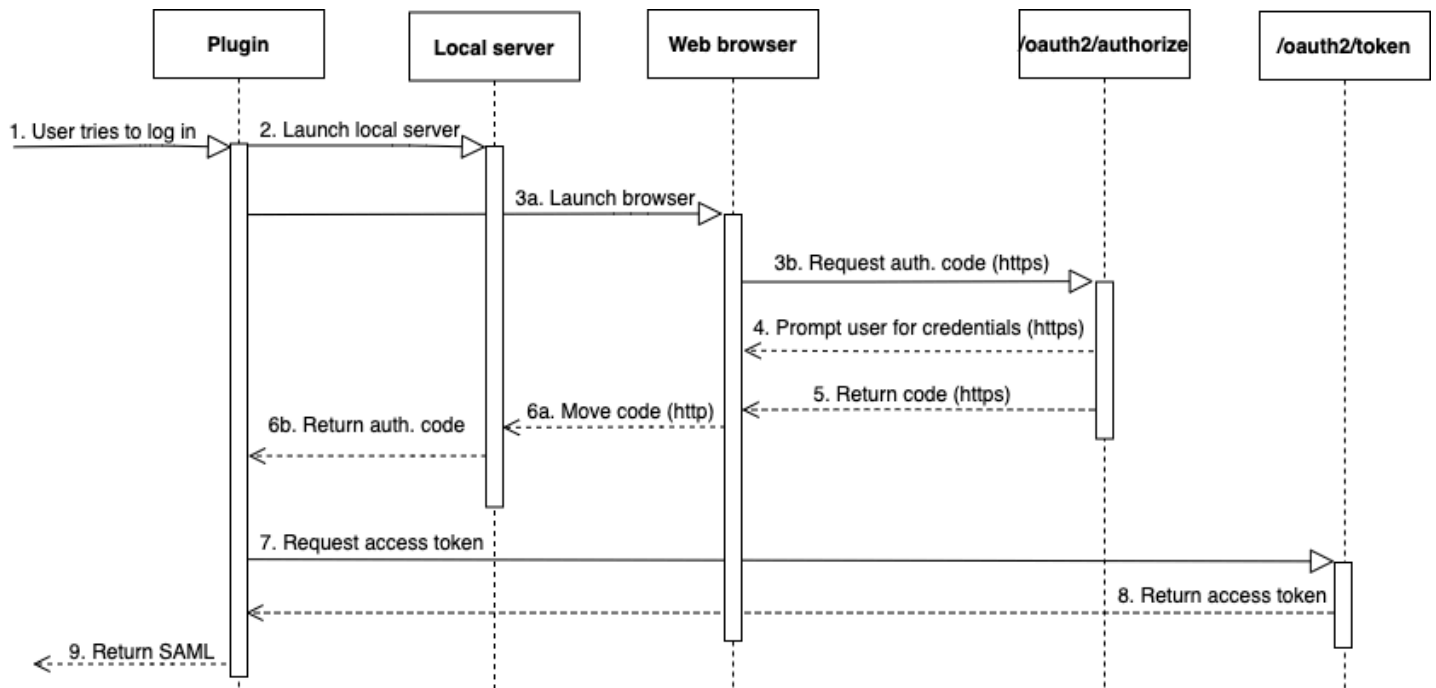 Plugin
Local server
Web browser
/oauth2/authorize
/oauth2/token
1. User tries to log in
2. Launch local server
3a. Launch browser
3b. Request auth. code (https)
4. Prompt user for credentials (https)
5. Return code (https)
6a. Move code (http)
6b. Return auth. code
7. Request access token
8. Return access token
9. Return SAML